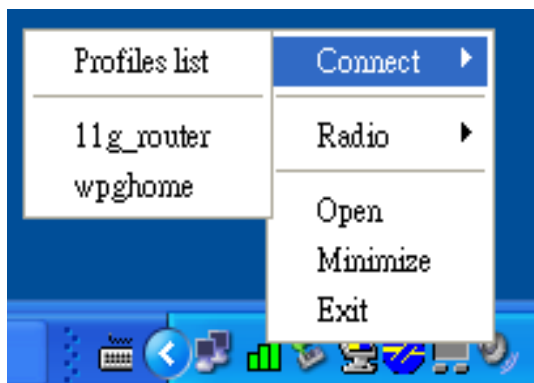 Profiles list
11g_router
wpghome
Connect
Radio
Open
Minimize
Exit